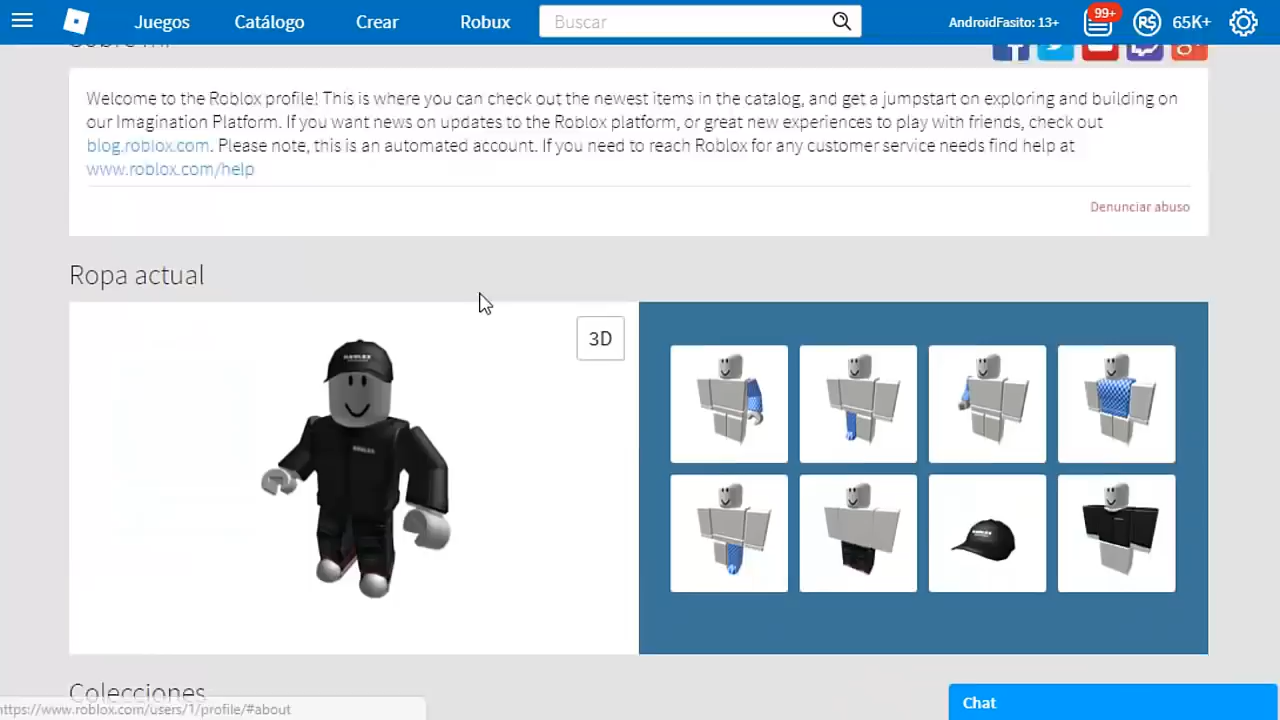 Juegos Catálogo Crear Robux Buscar AndroidFasito: 13+ 99+ R$ 65K+
Sobre mí
Welcome to the Roblox profile! This is where you can check out the newest items in the catalog, and get a jumpstart on exploring and building on
our Imagination Platform. If you want news on updates to the Roblox platform, or great new experiences to play with friends, check out
blog.roblox.com. Please note, this is an automated account. If you need to reach Roblox for any customer service needs find help at
www.roblox.com/help
Denunciar abuso
Ropa actual
3D
ROBLOX
ROBLOX
Colecciones
https://www.roblox.com/users/1/profile/#about
Chat